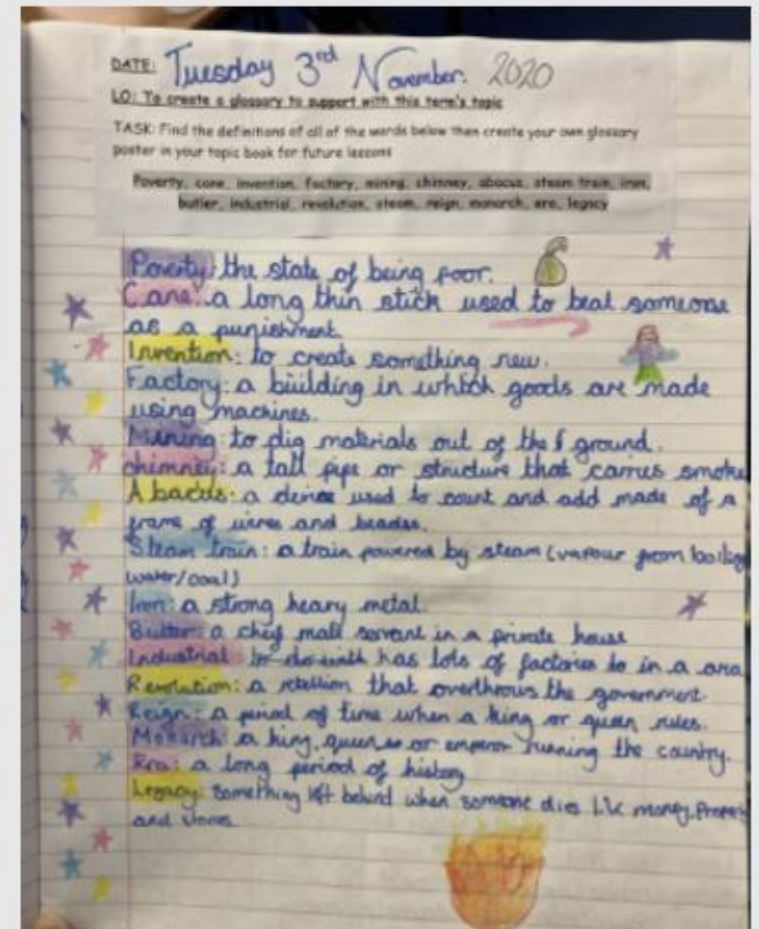 DATE: Tuesday 3rd November. 2020
LO: To create a glossary to support with this term's topic
TASK: Find the definitions of all of the words below then create your own glossary
poster in your topic book for future lessons
Poverty, cane, invention, factory, mining, chimney, abacus, steam train, iron,
butler, industrial, revolution, steam, reign, monarch, era, legacy
Poverty: the state of being poor.
Cane: a long thin stick used to beat someone
as a punishment
Invention: to create something new.
Factory: a building in which goods are made
using machines.
Mining: to dig materials out of the ground.
chimney: a tall pipe or structure that carries smoke
Abacus: a device used to count and add made of a
frame of wires and beades.
Steam train: a train powered by steam (vapour from boiling
water/coal)
Iron: a strong heavy metal.
Butler: a chef male servant in a private house
Industrial: to do with has lots of factories to in a area
Revolution: a rebellion that overthrows the government.
Reign: a period of time when a king or queen rules.
Monarch: a king, queen or emperor running the country.
Era: a long period of history
Legacy: Something left behind when someone dies lik money,
and